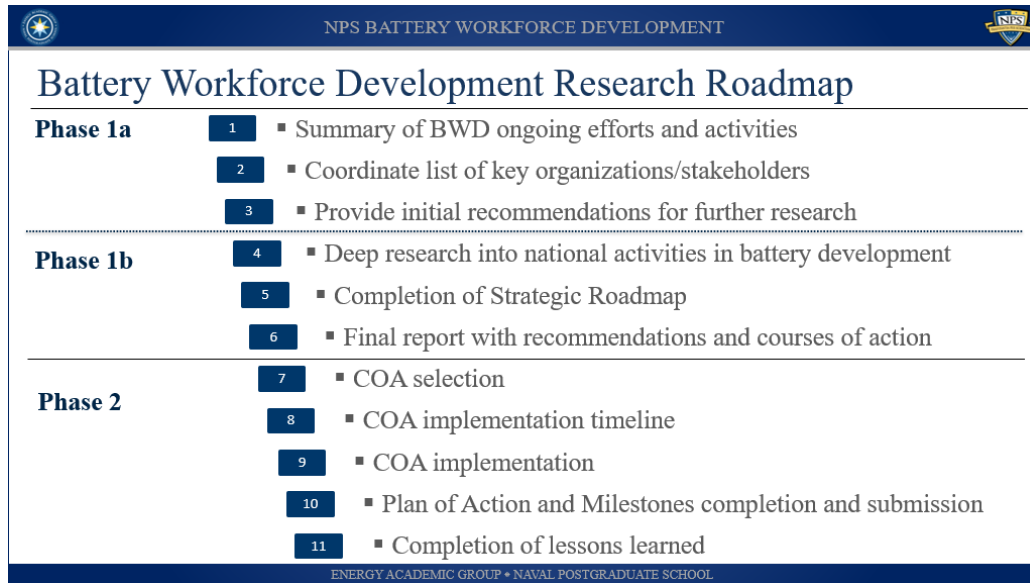 NPS BATTERY WORKFORCE DEVELOPMENT
NPS
Battery Workforce Development Research Roadmap
Phase 1a
1 ▪ Summary of BWD ongoing efforts and activities
2 ▪ Coordinate list of key organizations/stakeholders
3 ▪ Provide initial recommendations for further research
Phase 1b
4 ▪ Deep research into national activities in battery development
5 ▪ Completion of Strategic Roadmap
6 ▪ Final report with recommendations and courses of action
Phase 2
7 ▪ COA selection
8 ▪ COA implementation timeline
9 ▪ COA implementation
10 ▪ Plan of Action and Milestones completion and submission
11 ▪ Completion of lessons learned
ENERGY ACADEMIC GROUP • NAVAL POSTGRADUATE SCHOOL